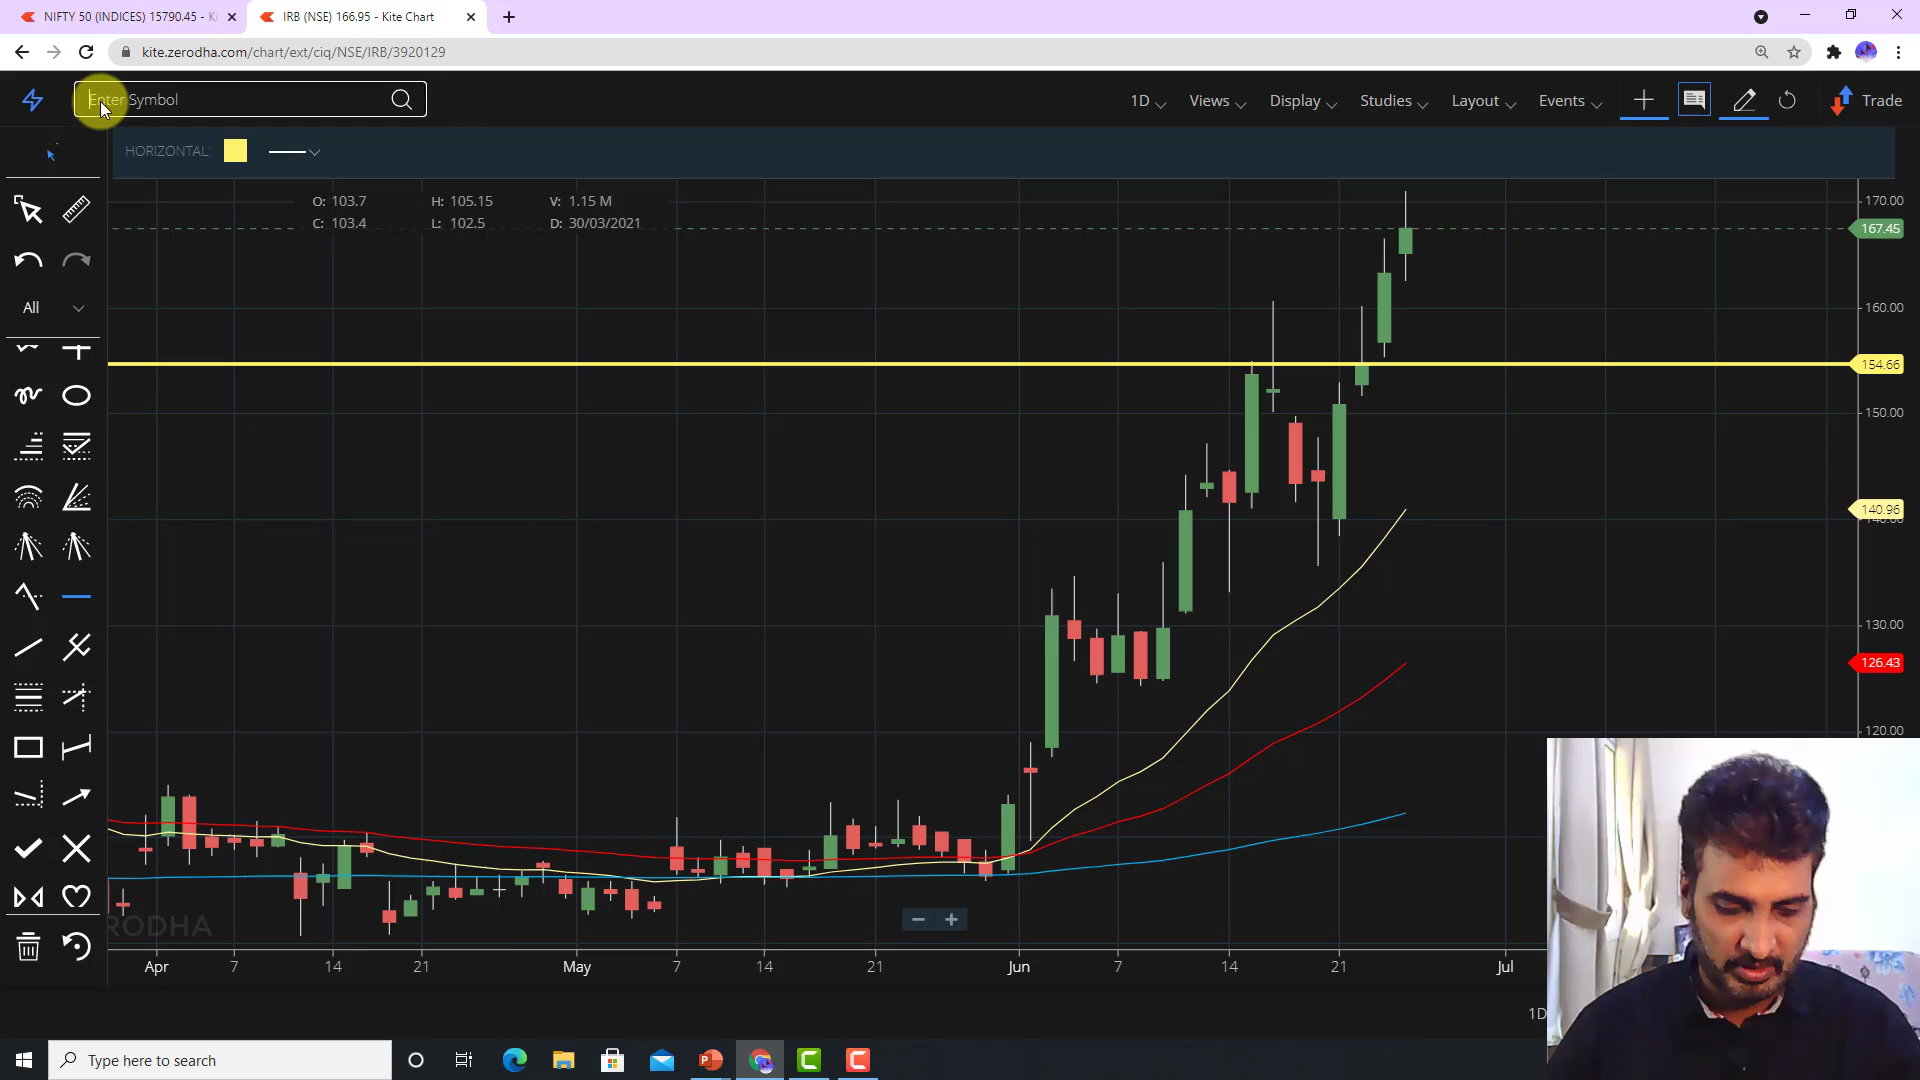 NIFTY 50 (INDICES) 15790.45 - Ki
IRB (NSE) 166.95 - Kite Chart
kite.zerodha.com/chart/ext/ciq/NSE/IRB/3920129
Enter Symbol
1D
Views
Display
Studies
Layout
Events
Trade
HORIZONTAL:
O: 103.7 H: 105.15 V: 1.15 M
C: 103.4 L: 102.5 D: 30/03/2021
All
170.00
167.45
160.00
154.66
150.00
140.96
140.00
130.00
126.43
120.00
ERODHA
Apr 7 14 21 May 7 14 21 Jun 7 14 21 Jul
1D
Type here to search